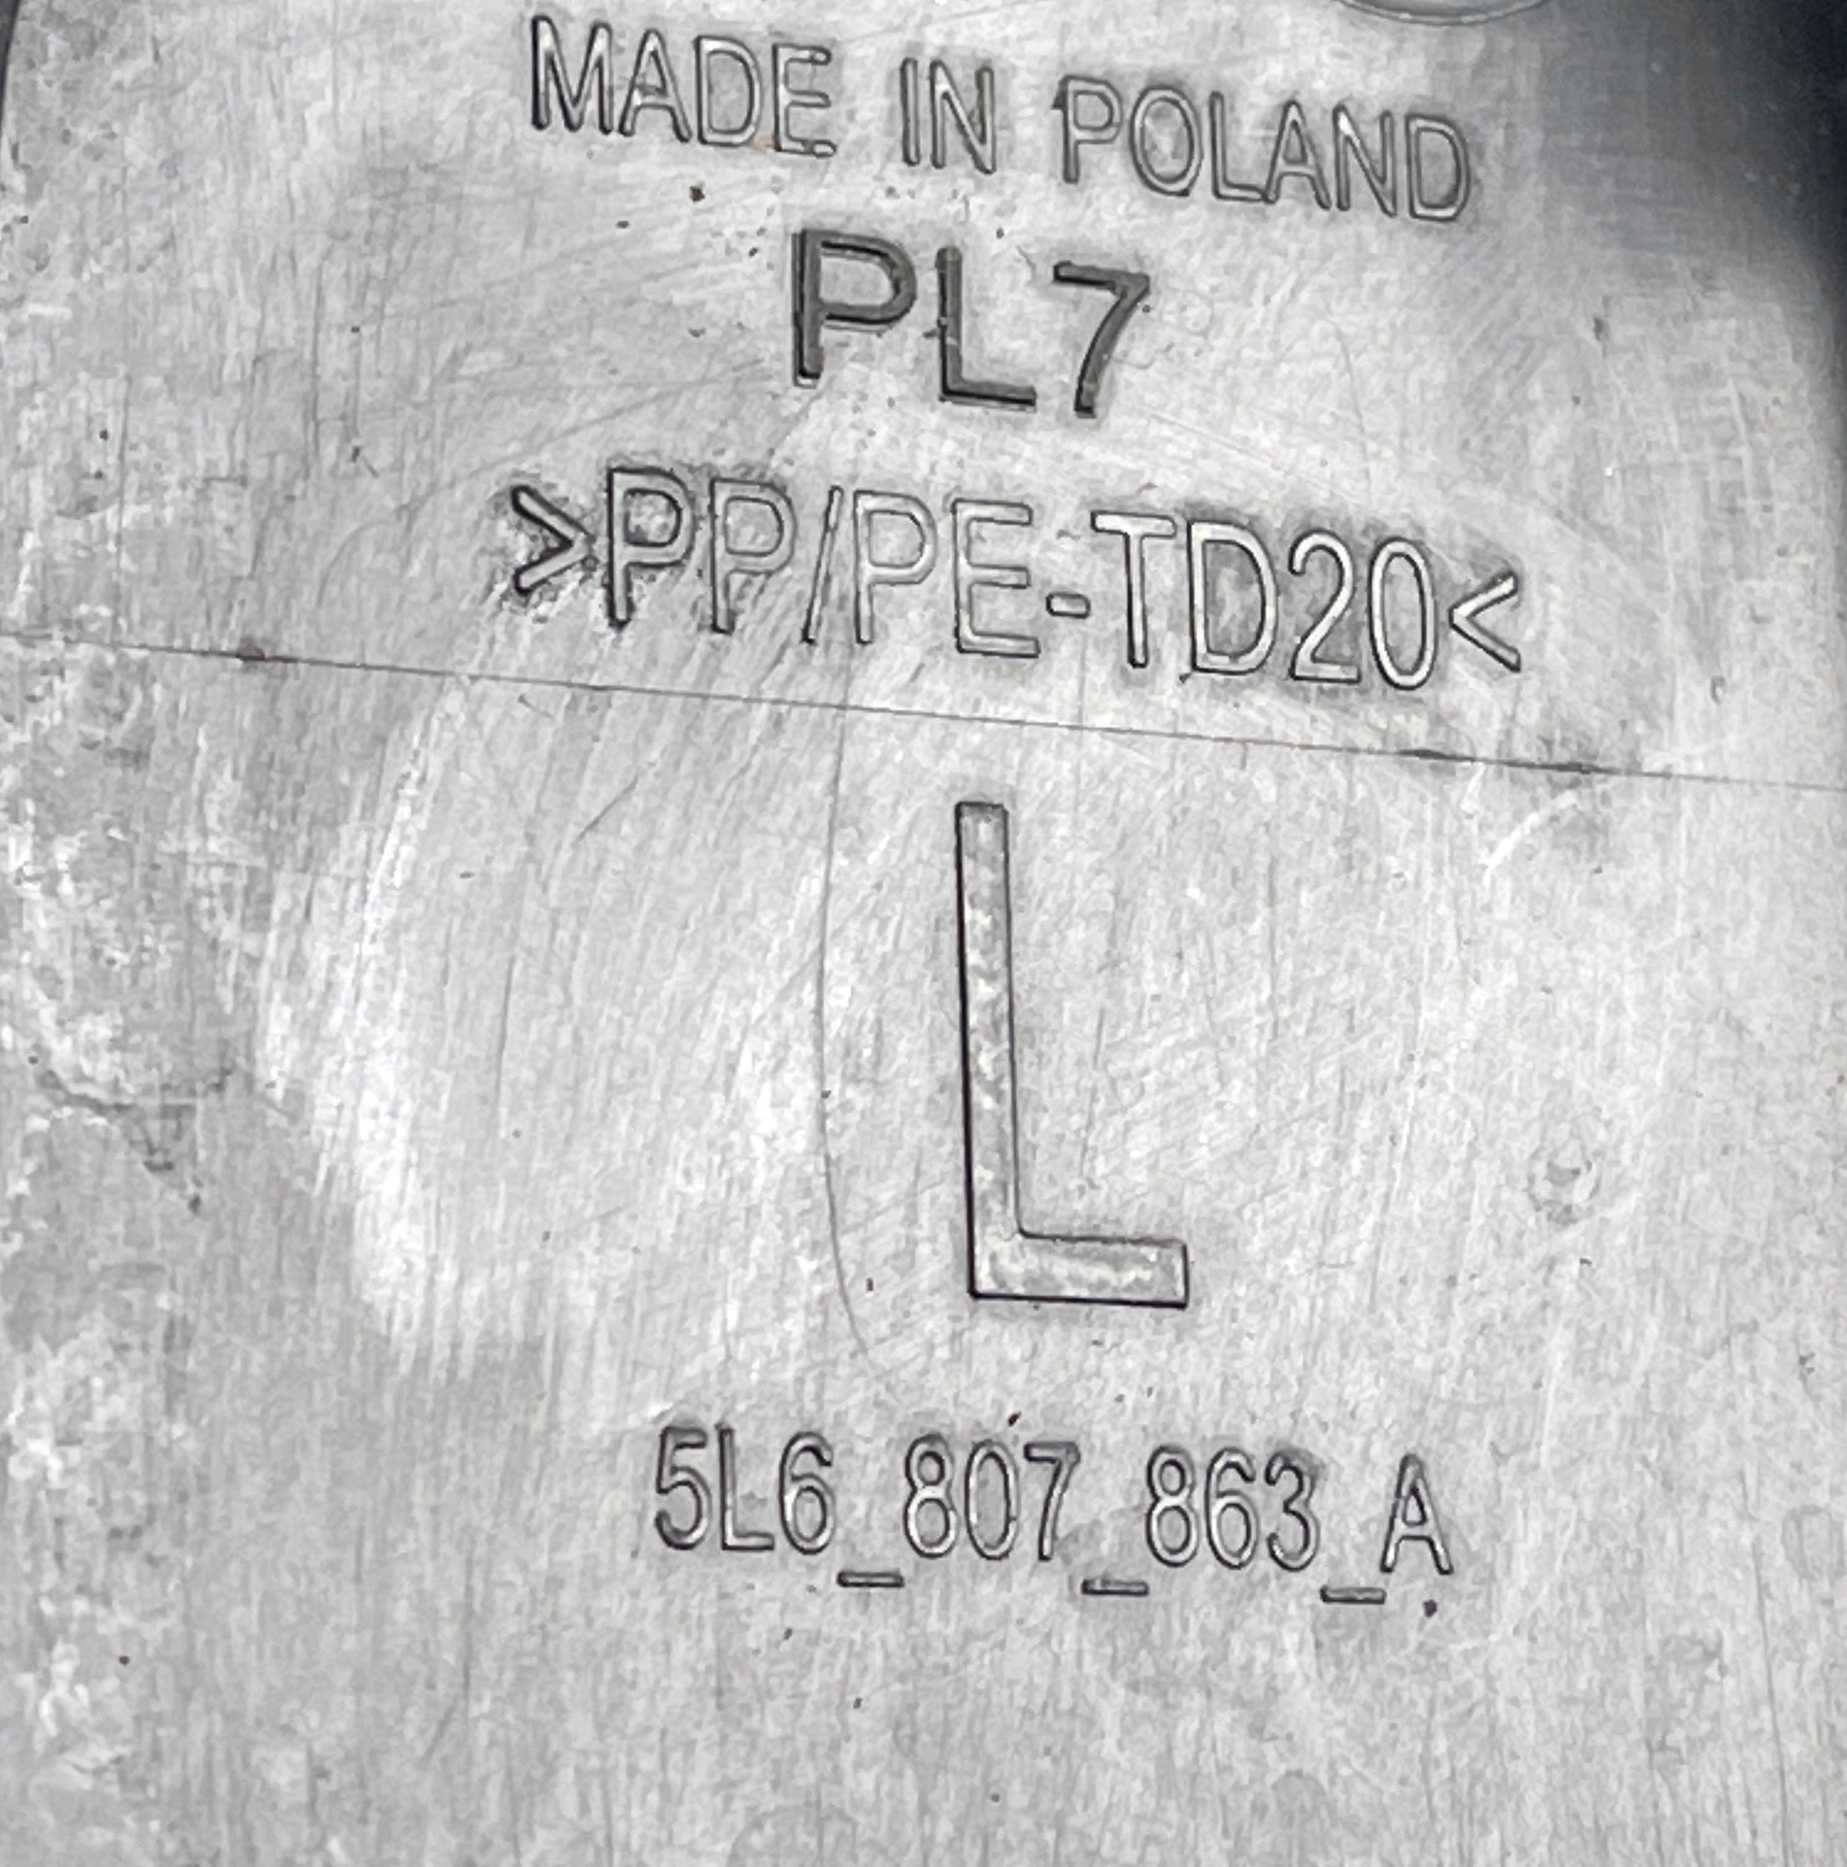 MADE IN POLAND
PL7
>PP/PE-TD20<
L
5L6_807_863_A